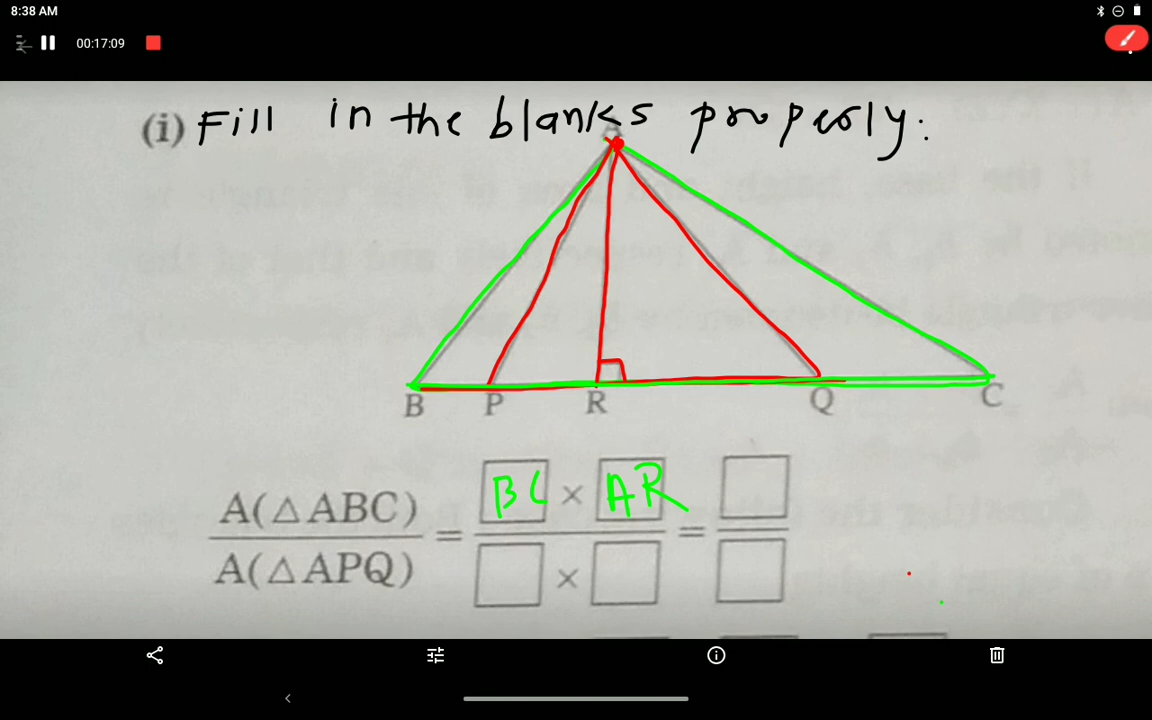 8:38 AM
00:17:09
(i) Fill in the blanks properly:
A
B P R Q C
A(△ABC) / A(△APQ) = BC × AR / □ × □ = □ / □